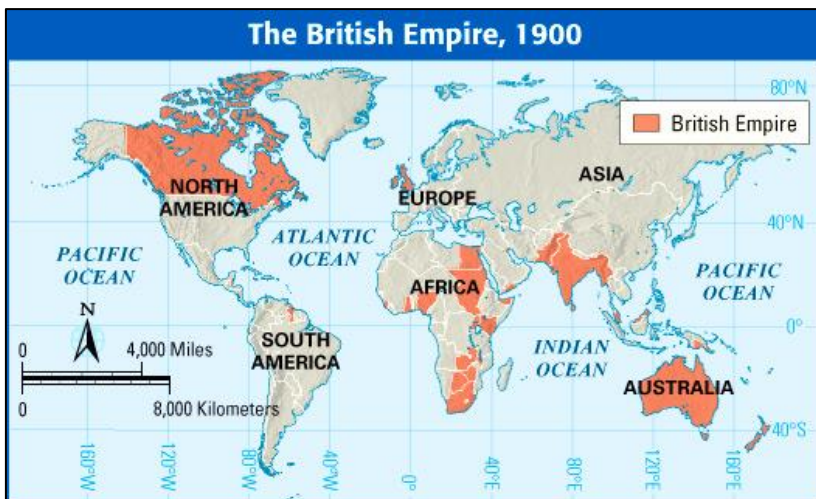 The British Empire, 1900
80°N
British Empire
ASIA
NORTH
AMERICA
EUROPE
40°N
ATLANTIC
OCEAN
PACIFIC
OCEAN
PACIFIC
OCEAN
AFRICA
N
0°
0 4,000 Miles
SOUTH
AMERICA
INDIAN
OCEAN
AUSTRALIA
0 8,000 Kilometers
40°S
160°W
120°W
80°W
40°W
0°
40°E
80°E
120°E
160°E